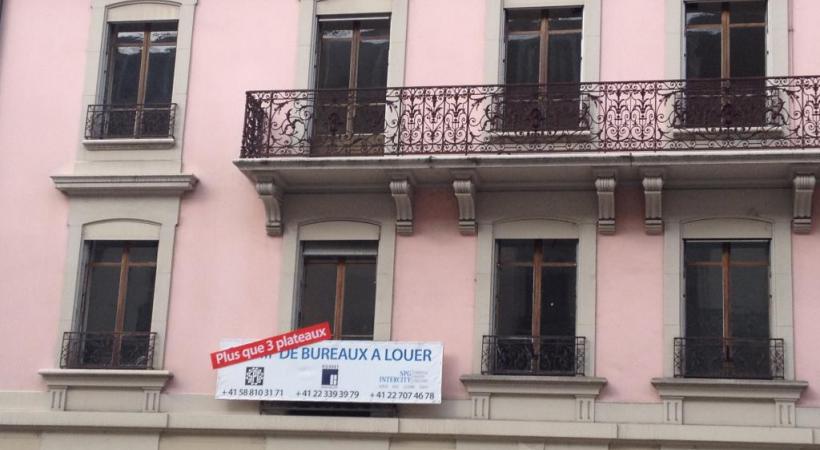 Plus que 3 plateaux
DE BUREAUX A LOUER
SPG
INTERCITY
+41 58 810 31 71
+41 22 339 39 79
+41 22 707 46 78